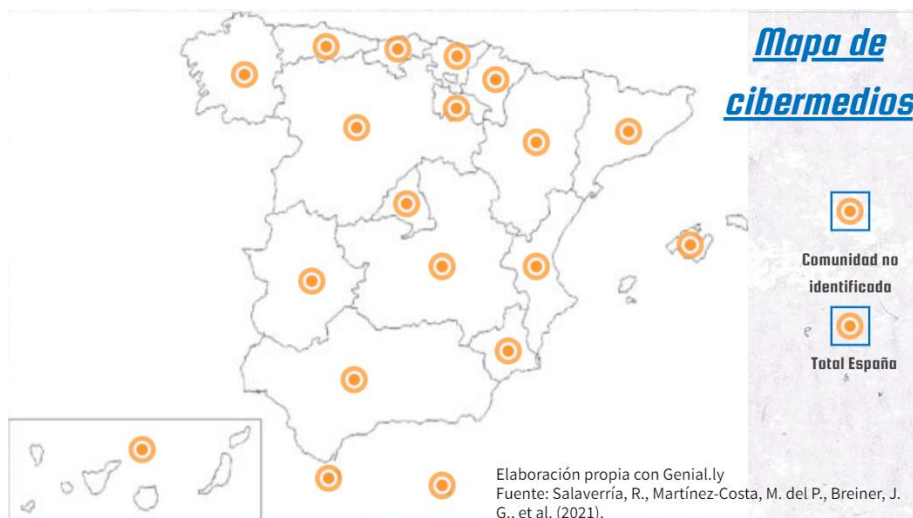 Mapa de
cibermedios
Comunidad no
identificada
Total España
Elaboración propia con Genial.ly
Fuente: Salaverría, R., Martínez-Costa, M. del P., Breiner, J.
G., et al. (2021).